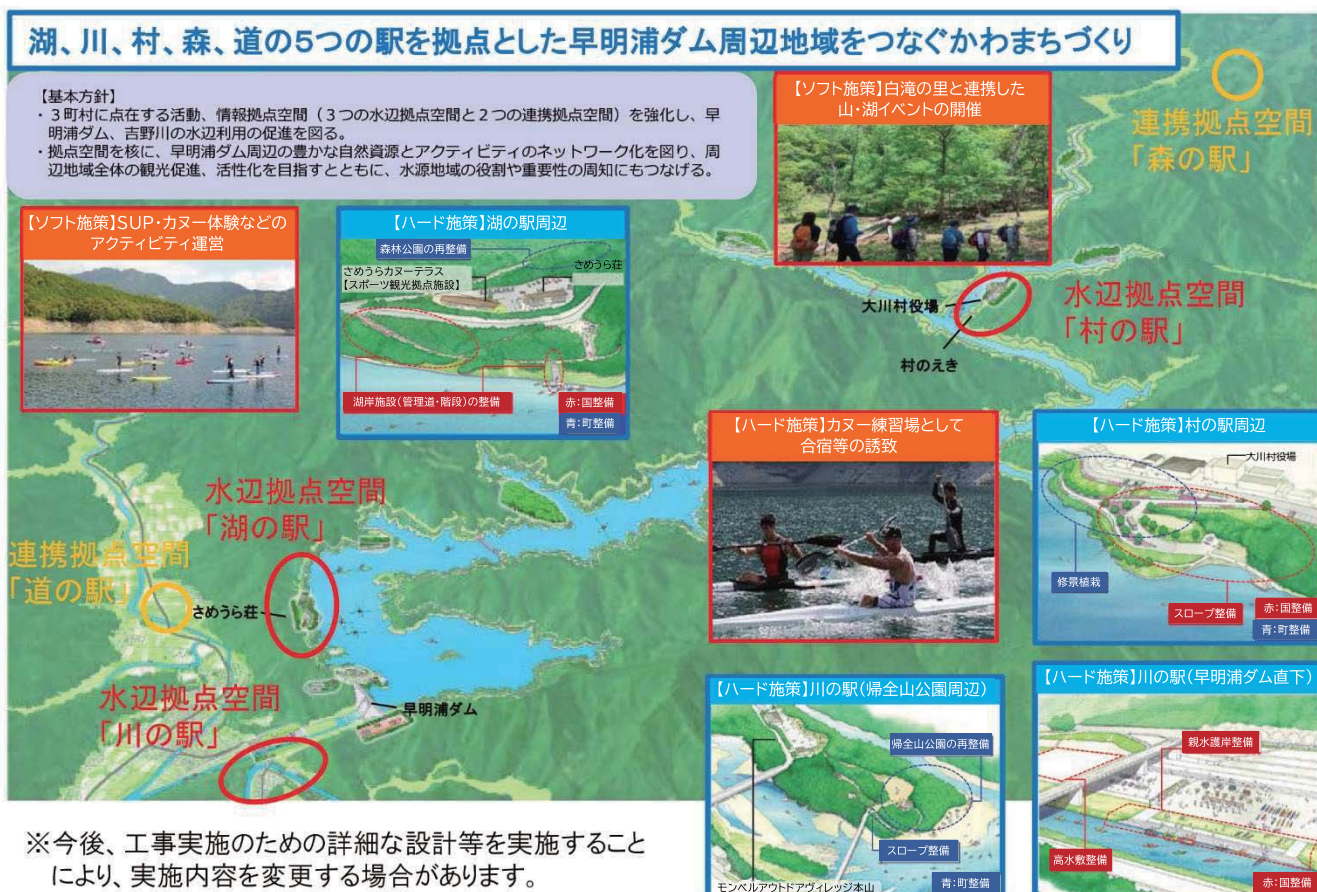 湖、川、村、森、道の5つの駅を拠点とした早明浦ダム周辺地域をつなぐかわまちづくり
【基本方針】
・3町村に点在する活動、情報拠点空間(3つの水辺拠点空間と2つの連携拠点空間)を強化し、早
明浦ダム、吉野川の水辺利用の促進を図る。
・拠点空間を核に、早明浦ダム周辺の豊かな自然資源とアクティビティのネットワーク化を図り、周
辺地域全体の観光促進、活性化を目指すとともに、水源地域の役割や重要性の周知にもつなげる。
【ソフト施策】白滝の里と連携した
山・湖イベントの開催
連携拠点空間
「森の駅」
【ソフト施策】SUP・カヌー体験などの
アクティビティ運営
【ハード施策】湖の駅周辺
森林公園の再整備
さめうらカヌーテラス
【スポーツ観光拠点施設】
さめうら荘
湖岸施設(管理道・階段)の整備
赤:国整備
青:町整備
大川村役場
村のえき
水辺拠点空間
「村の駅」
【ハード施策】カヌー練習場として
合宿等の誘致
【ハード施策】村の駅周辺
大川村役場
修景植栽
スロープ整備
赤:国整備
青:町整備
水辺拠点空間
「湖の駅」
連携拠点空間
「道の駅」
さめうら荘
水辺拠点空間
「川の駅」
早明浦ダム
【ハード施策】川の駅(帰全山公園周辺)
帰全山公園の再整備
スロープ整備
モンベルアウトドアヴィレッジ本山
青:町整備
【ハード施策】川の駅(早明浦ダム直下)
親水護岸整備
高水敷整備
赤:国整備
※今後、工事実施のための詳細な設計等を実施すること
により、実施内容を変更する場合があります。